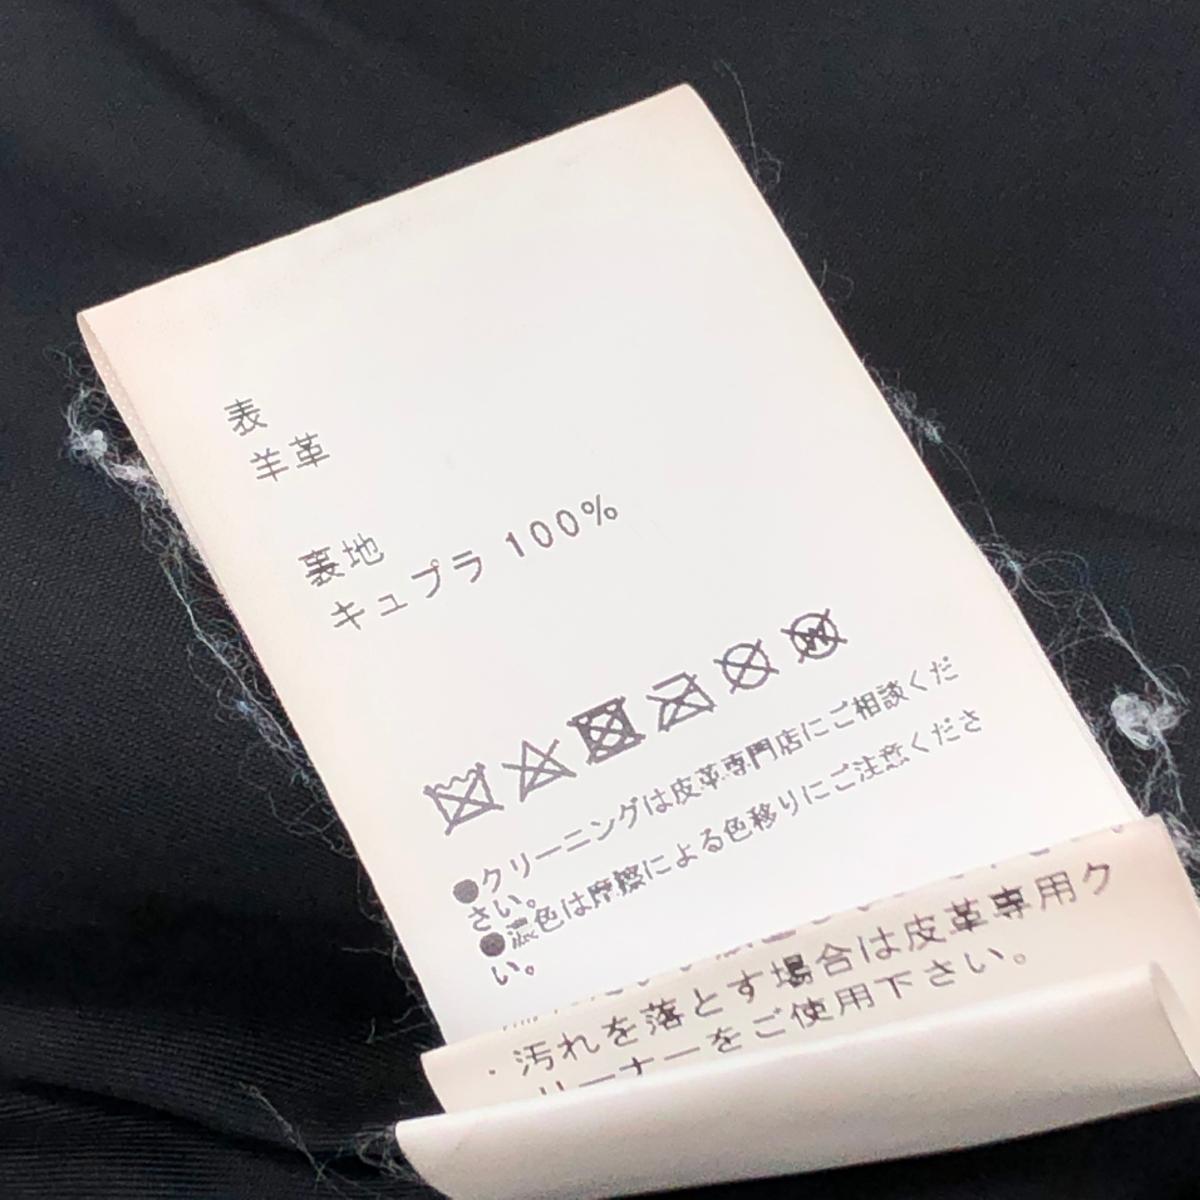 表
羊革
裏地
キュプラ 100%
●クリーニングは皮革専門店にご相談くだ
さい。
●濃色は摩擦による色移りにご注意くださ
い。
・汚れを落とす場合は皮革専用ク
リーナーをご使用下さい。